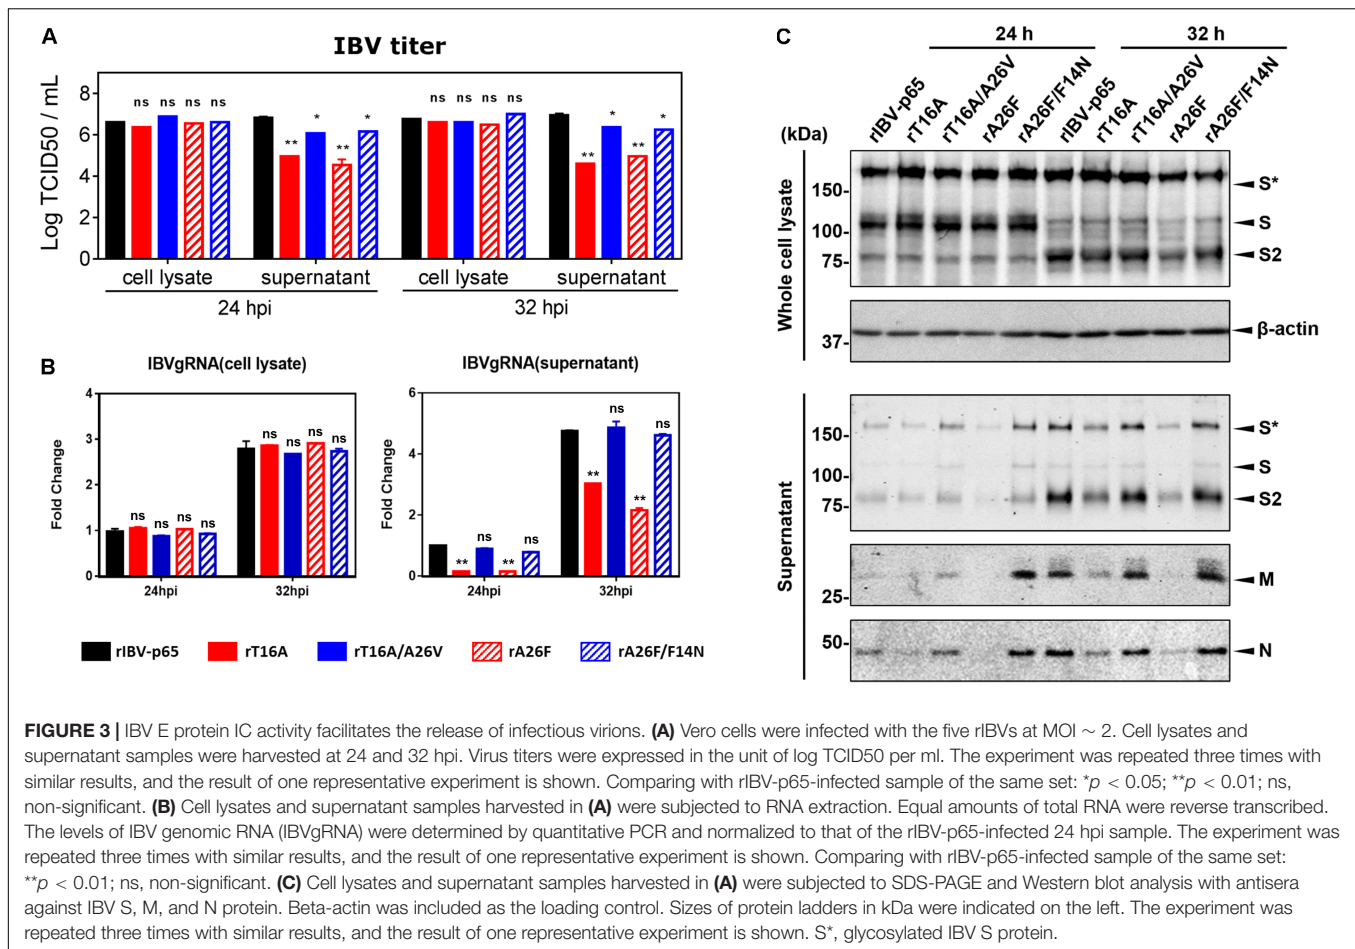 A
IBV titer
Log TCID50 / mL
8
6
4
2
0
ns ns ns ns
** * ** *
ns ns ns ns
** * ** *
cell lysate supernatant cell lysate supernatant
24 hpi 32 hpi
B
IBVgRNA(cell lysate)
Fold Change
4
3
2
1
0
ns ns ns ns
ns ns ns ns
24hpi 32hpi
IBVgRNA(supernatant)
Fold Change
6
4
2
0
** ns ** ns
** ns ** ns
24hpi 32hpi
rIBV-p65 rT16A rT16A/A26V rA26F rA26F/F14N
C
24 h 32 h
(kDa) rIBV-p65 rT16A rT16A/A26V rA26F rA26F/F14N rIBV-p65 rT16A rT16A/A26V rA26F rA26F/F14N
Whole cell lysate
150-
100-
75-
S*
S
S2
37-
β-actin
Supernatant
150-
100-
75-
S*
S
S2
25-
M
50-
N
FIGURE 3 | IBV E protein IC activity facilitates the release of infectious virions. (A) Vero cells were infected with the five rIBVs at MOI ∼ 2. Cell lysates and
supernatant samples were harvested at 24 and 32 hpi. Virus titers were expressed in the unit of log TCID50 per ml. The experiment was repeated three times with
similar results, and the result of one representative experiment is shown. Comparing with rIBV-p65-infected sample of the same set: *p < 0.05; **p < 0.01; ns,
non-significant. (B) Cell lysates and supernatant samples harvested in (A) were subjected to RNA extraction. Equal amounts of total RNA were reverse transcribed.
The levels of IBV genomic RNA (IBVgRNA) were determined by quantitative PCR and normalized to that of the rIBV-p65-infected 24 hpi sample. The experiment was
repeated three times with similar results, and the result of one representative experiment is shown. Comparing with rIBV-p65-infected sample of the same set:
**p < 0.01; ns, non-significant. (C) Cell lysates and supernatant samples harvested in (A) were subjected to SDS-PAGE and Western blot analysis with antisera
against IBV S, M, and N protein. Beta-actin was included as the loading control. Sizes of protein ladders in kDa were indicated on the left. The experiment was
repeated three times with similar results, and the result of one representative experiment is shown. S*, glycosylated IBV S protein.